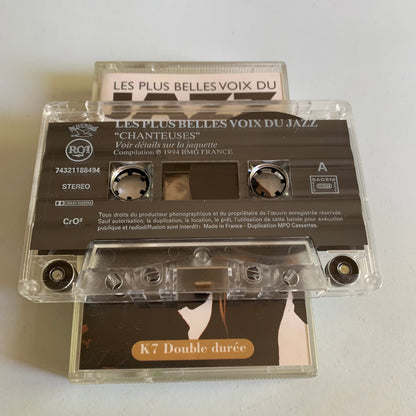 LES PLUS BELLES VOIX DU
JAZZ
LES PLUS BELLES VOIX DU JAZZ
"CHANTEUSES"
Voir détails sur la jaquette
Compilation ℗ 1994 BMG FRANCE
RCA
74321186494
STEREO
A
SACEM
DOLBY SYSTEM
CrO²
Tous droits du producteur phonographique et du propriétaire de l'œuvre enregistrée réservés.
Sauf autorisation, la duplication, la location, le prêt, l'utilisation de cette bande pour exécution
publique et radiodiffusion sont interdits. Made in France - Duplication MPO Cassettes.
K7 Double durée